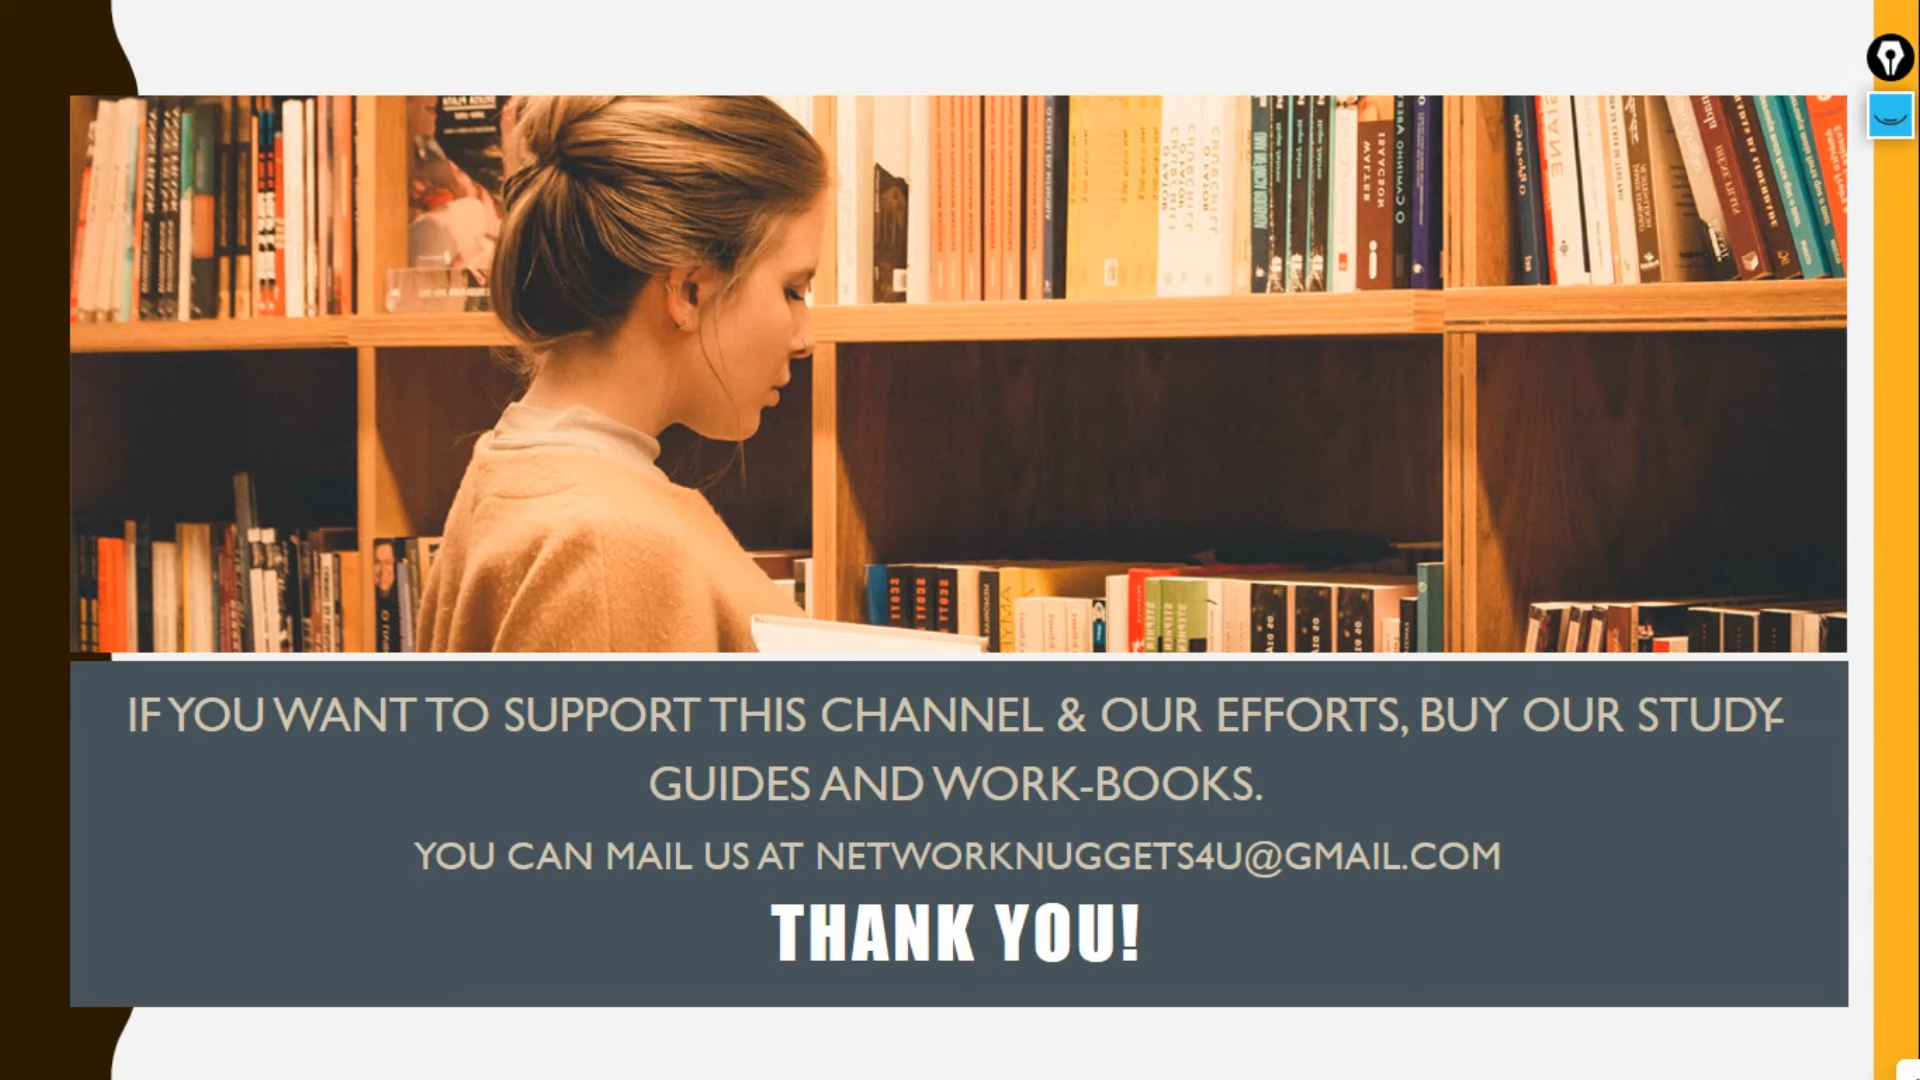 IF YOU WANT TO SUPPORT THIS CHANNEL & OUR EFFORTS, BUY OUR STUDY-
GUIDES AND WORK-BOOKS.
YOU CAN MAIL US AT NETWORKNUGGETS4U@GMAIL.COM
THANK YOU!